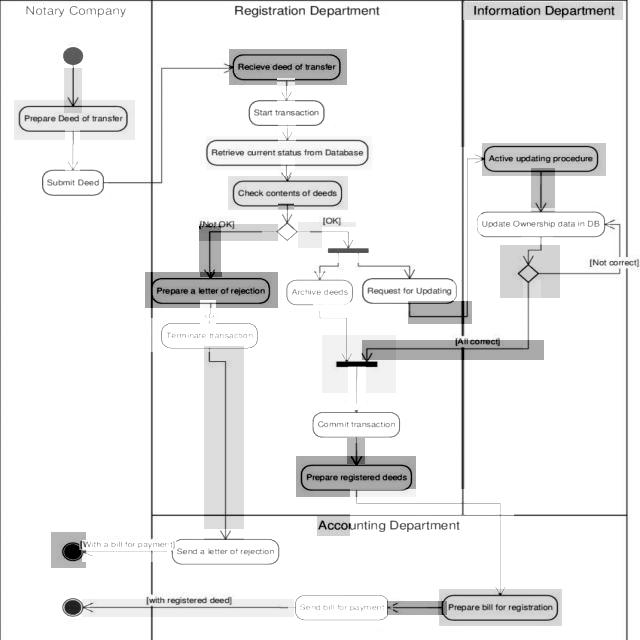 Notary Company
Registration Department
Information Department
Recieve deed of transfer
Prepare Deed of transfer
Start transaction
Retrieve current status from Database
Active updating procedure
Submit Deed
Check contents of deeds
[Not OK]
[OK]
Update Ownership data in DB
[Not correct]
Prepare a letter of rejection
Archive deeds
Request for Updating
Terminate transaction
[All correct]
Commit transaction
Prepare registered deeds
Accounting Department
[With a bill for payment]
Send a letter of rejection
[with registered deed]
Send bill for payment
Prepare bill for registration